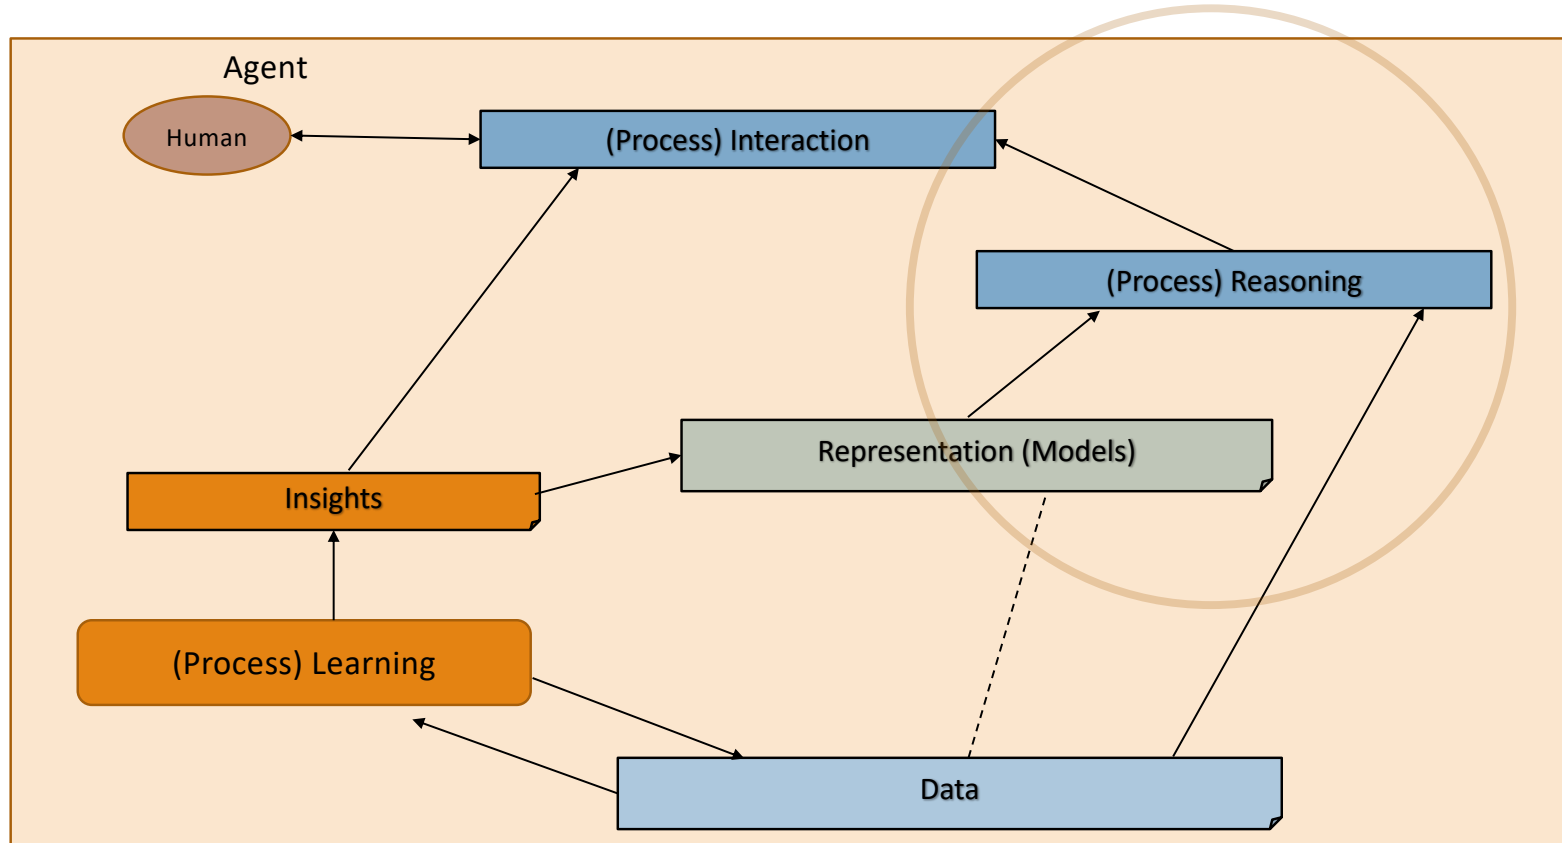 Agent
Human
(Process) Interaction
(Process) Reasoning
Representation (Models)
Insights
(Process) Learning
Data